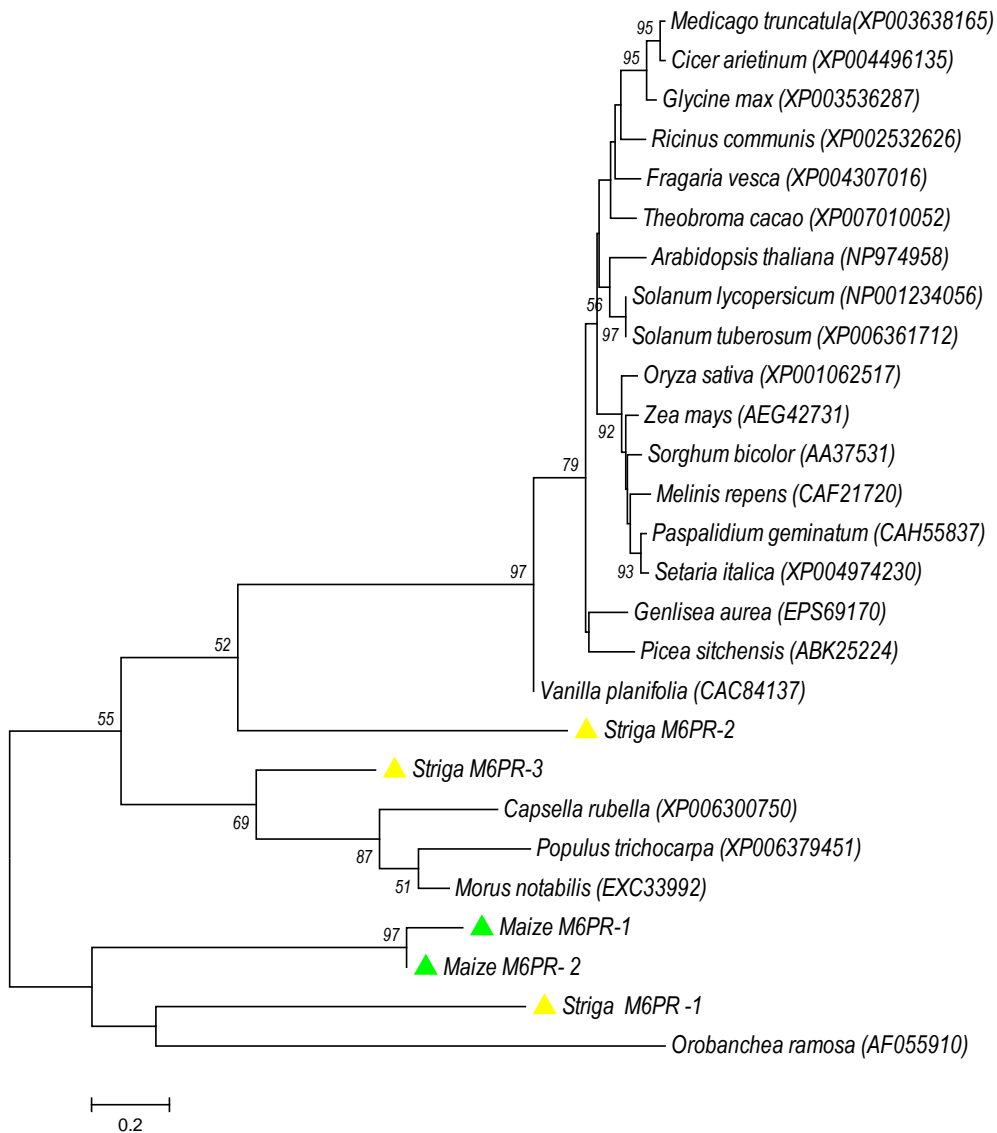 Medicago truncatula(XP003638165)
95
Cicer arietinum (XP004496135)
95
Glycine max (XP003536287)
Ricinus communis (XP002532626)
Fragaria vesca (XP004307016)
Theobroma cacao (XP007010052)
Arabidopsis thaliana (NP974958)
Solanum lycopersicum (NP001234056)
56
Solanum tuberosum (XP006361712)
97
Oryza sativa (XP001062517)
Zea mays (AEG42731)
92
Sorghum bicolor (AA37531)
79
Melinis repens (CAF21720)
Paspalidium geminatum (CAH55837)
Setaria italica (XP004974230)
93
97
Genlisea aurea (EPS69170)
Picea sitchensis (ABK25224)
52
Vanilla planifolia (CAC84137)
55
Striga M6PR-2
Striga M6PR-3
Capsella rubella (XP006300750)
69
Populus trichocarpa (XP006379451)
87
Morus notabilis (EXC33992)
51
Maize M6PR-1
97
Maize M6PR- 2
Striga M6PR -1
Orobanchea ramosa (AF055910)
0.2